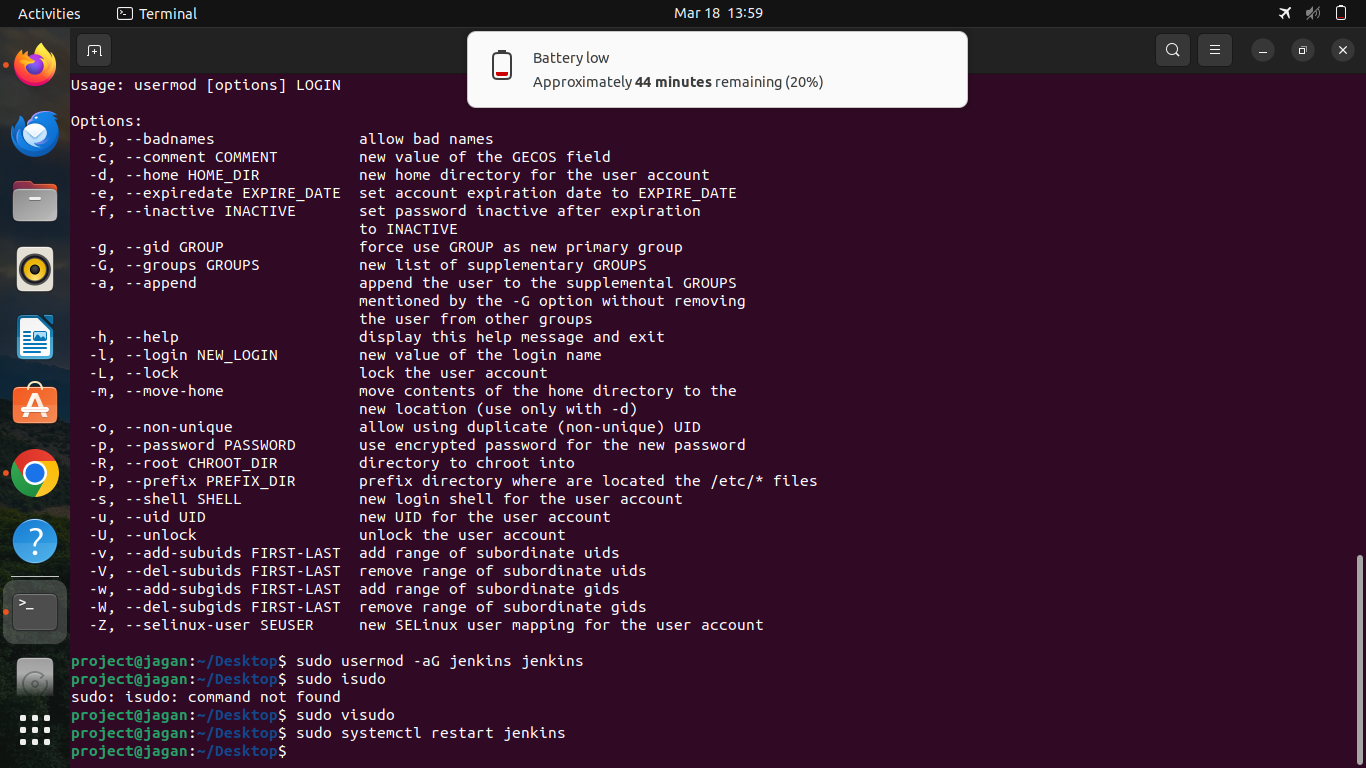 Activities
Terminal
Mar 18 13:59
Battery low
Approximately 44 minutes remaining (20%)
Usage: usermod [options] LOGIN
Options:
-b, --badnames allow bad names
-c, --comment COMMENT new value of the GECOS field
-d, --home HOME_DIR new home directory for the user account
-e, --expiredate EXPIRE_DATE set account expiration date to EXPIRE_DATE
-f, --inactive INACTIVE set password inactive after expiration
to INACTIVE
-g, --gid GROUP force use GROUP as new primary group
-G, --groups GROUPS new list of supplementary GROUPS
-a, --append append the user to the supplemental GROUPS
mentioned by the -G option without removing
the user from other groups
-h, --help display this help message and exit
-l, --login NEW_LOGIN new value of the login name
-L, --lock lock the user account
-m, --move-home move contents of the home directory to the
new location (use only with -d)
-o, --non-unique allow using duplicate (non-unique) UID
-p, --password PASSWORD use encrypted password for the new password
-R, --root CHROOT_DIR directory to chroot into
-P, --prefix PREFIX_DIR prefix directory where are located the /etc/* files
-s, --shell SHELL new login shell for the user account
-u, --uid UID new UID for the user account
-U, --unlock unlock the user account
-v, --add-subuids FIRST-LAST add range of subordinate uids
-V, --del-subuids FIRST-LAST remove range of subordinate uids
-w, --add-subgids FIRST-LAST add range of subordinate gids
-W, --del-subgids FIRST-LAST remove range of subordinate gids
-Z, --selinux-user SEUSER new SELinux user mapping for the user account
project@jagan:~/Desktop$ sudo usermod -aG jenkins jenkins
project@jagan:~/Desktop$ sudo isudo
sudo: isudo: command not found
project@jagan:~/Desktop$ sudo visudo
project@jagan:~/Desktop$ sudo systemctl restart jenkins
project@jagan:~/Desktop$